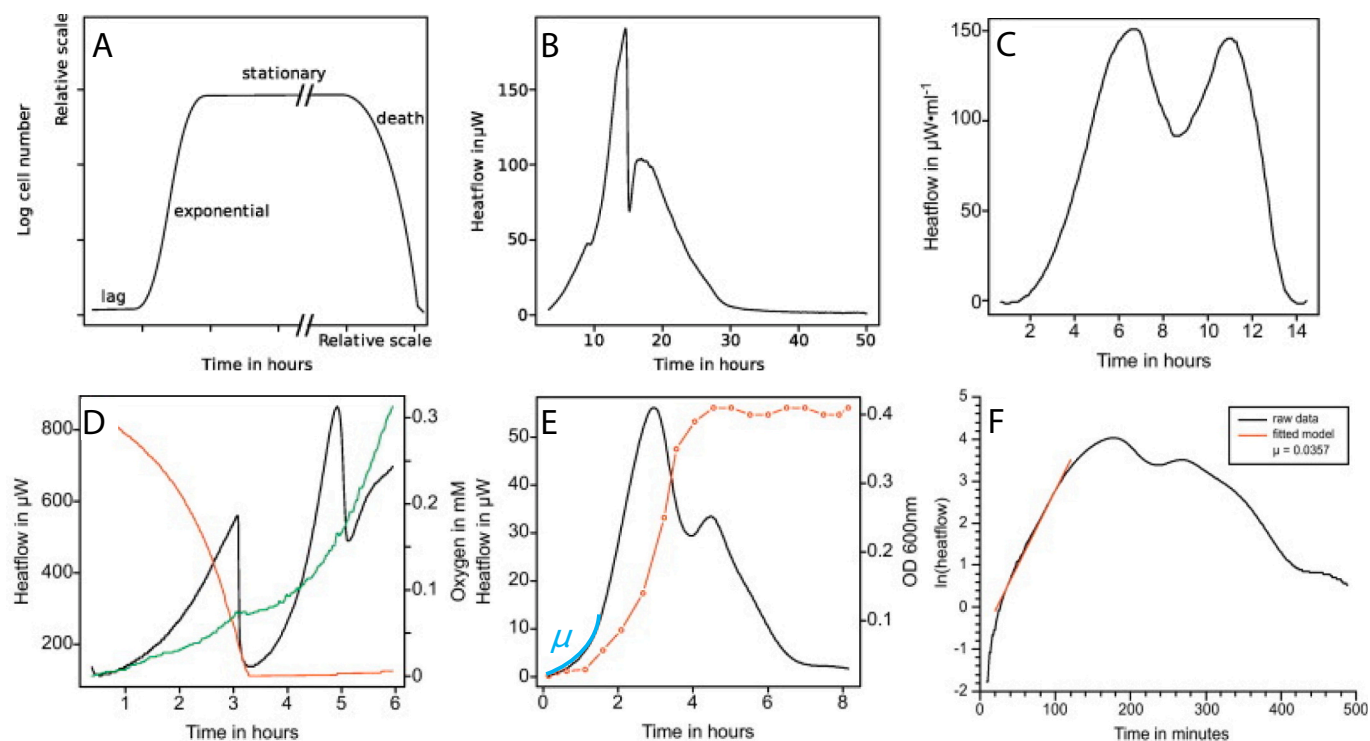 A
Relative scale
Log cell number
stationary
death
exponential
lag
Relative scale
Time in hours
B
Heatflow in µW
150
100
50
0
10
20
30
40
50
Time in hours
C
Heatflow in µW•ml⁻¹
150
100
50
0
2
4
6
8
10
12
14
Time in hours
D
Heatflow in µW
800
600
400
200
1
2
3
4
5
6
Time in hours
0.3
0.2
0.1
0
Oxygen in mM
E
Heatflow in µW
50
40
30
20
10
0
μ
0
2
4
6
8
Time in hours
0.4
0.3
0.2
0.1
OD 600nm
F
ln(heatflow)
5
4
3
2
1
0
-1
-2
raw data
fitted model
µ = 0.0357
0
100
200
300
400
500
Time in minutes